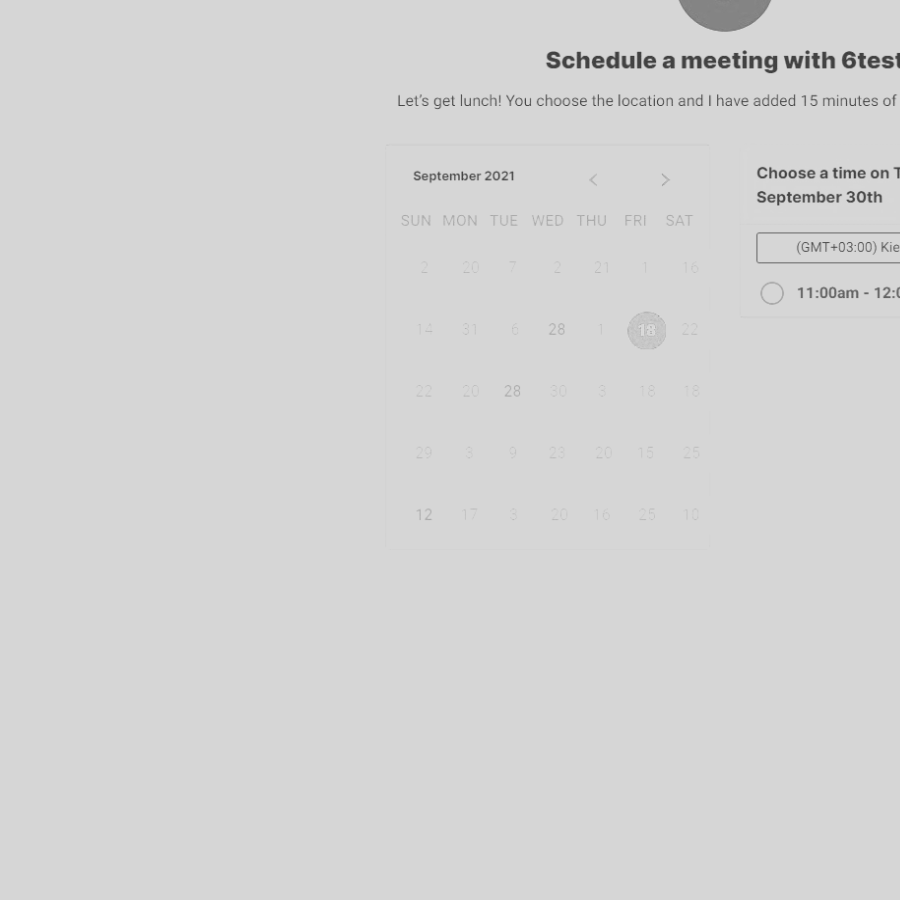 Schedule a meeting with 6test
Let's get lunch! You choose the location and I have added 15 minutes of
September 2021
SUN MON TUE WED THU FRI SAT
2 20 7 2 21 1 16
14 31 6 28 1 18 22
22 20 28 30 3 18 18
29 3 9 23 20 15 25
12 17 3 20 16 25 10
Choose a time on T
September 30th
(GMT+03:00) Kie
11:00am - 12:0